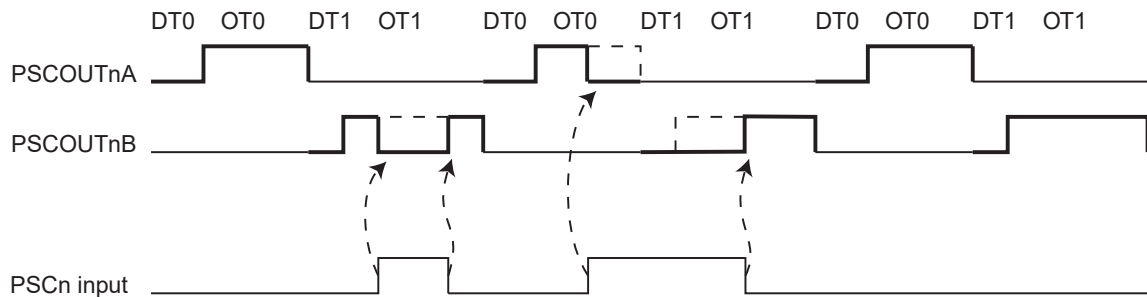 DT0 OT0 DT1 OT1 DT0 OT0 DT1 OT1 DT0 OT0 DT1 OT1
PSCOUTnA
PSCOUTnB
PSCn input